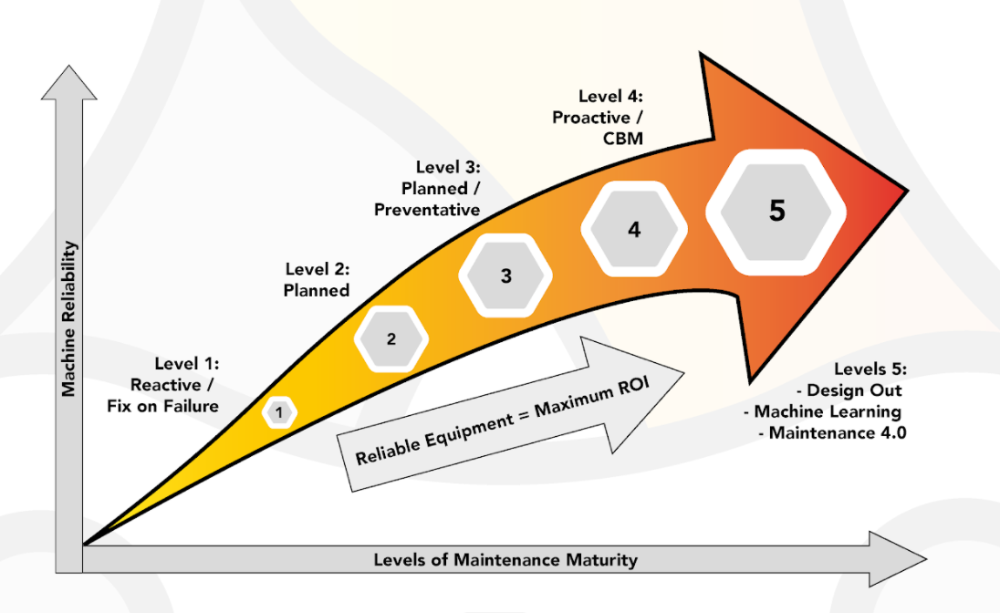 Level 4:
Proactive /
CBM
Level 3:
Planned /
Preventative
5
4
Level 2:
Planned
3
Machine Reliability
2
Level 1:
Reactive /
Fix on Failure
1
Reliable Equipment = Maximum ROI
Levels 5:
- Design Out
- Machine Learning
- Maintenance 4.0
Levels of Maintenance Maturity